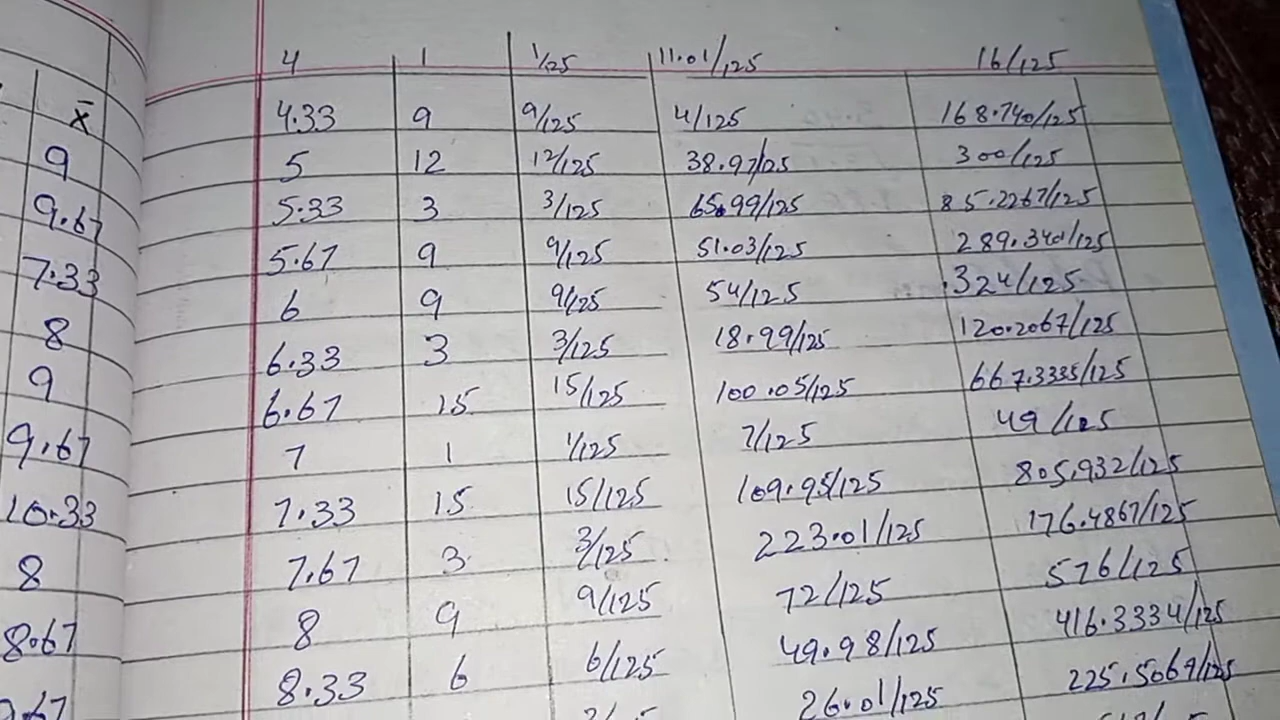 x̄
9
9.67
7.33
8
9
9.67
10.33
8
8.67
4 1 1/25 11.01/125 16/125
4.33 9 9/125 4/125 168.740/125
5 12 12/125 38.97/125 300/125
5.33 3 3/125 65.99/125 85.2267/125
5.67 9 9/125 51.03/125 289.340/125
6 9 9/125 54/125 324/125
6.33 3 3/125 18.99/125 120.2067/125
6.67 15 15/125 100.05/125 667.3335/125
7 1 1/125 7/125 49/125
7.33 15 15/125 109.95/125 805.932/125
7.67 3 3/125 223.01/125 176.4867/125
8 9 9/125 72/125 576/125
8.33 6 6/125 49.98/125 416.3334/125
26.01/125 225.5069/125